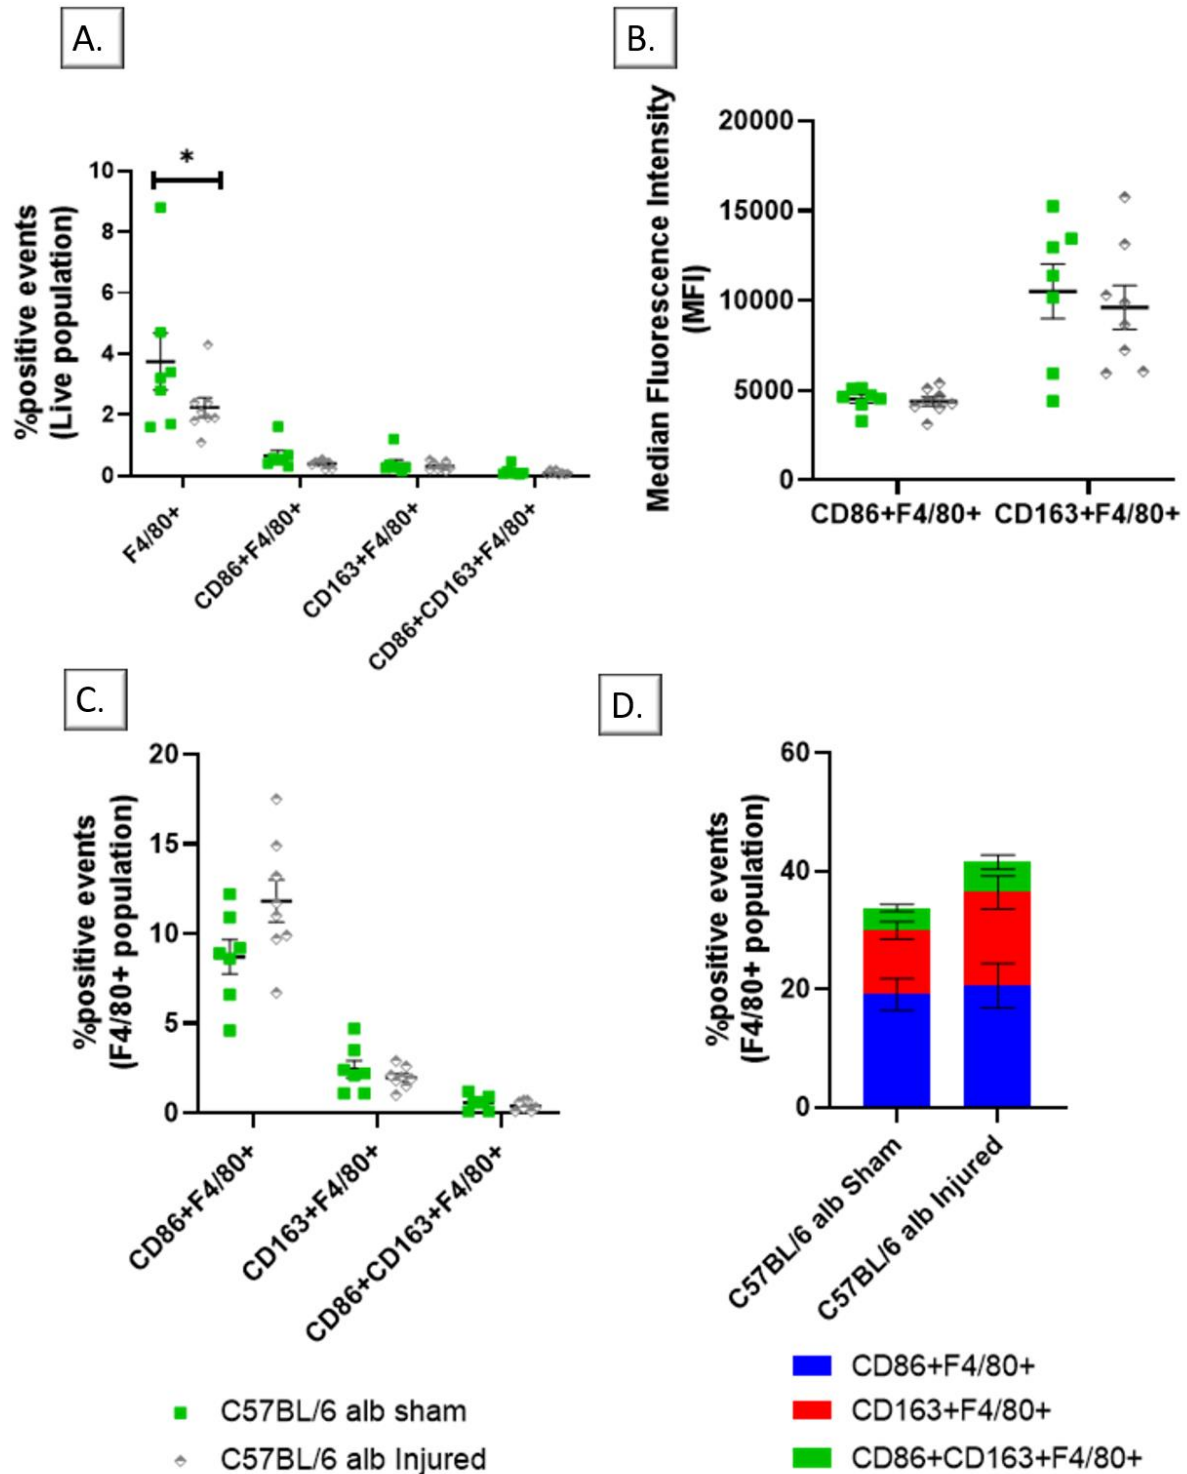 A.
%positive events
(Live population)
10
8
6
4
2
0
*
F4/80+
CD86+F4/80+
CD163+F4/80+
CD86+CD163+F4/80+
B.
Median Fluorescence Intensity
(MFI)
20000
15000
10000
5000
0
CD86+F4/80+
CD163+F4/80+
C.
%positive events
(F4/80+ population)
20
15
10
5
0
CD86+F4/80+
CD163+F4/80+
CD86+CD163+F4/80+
C57BL/6 alb sham
C57BL/6 alb Injured
D.
%positive events
(F4/80+ population)
60
40
20
0
C57BL/6 alb Sham
C57BL/6 alb Injured
CD86+F4/80+
CD163+F4/80+
CD86+CD163+F4/80+